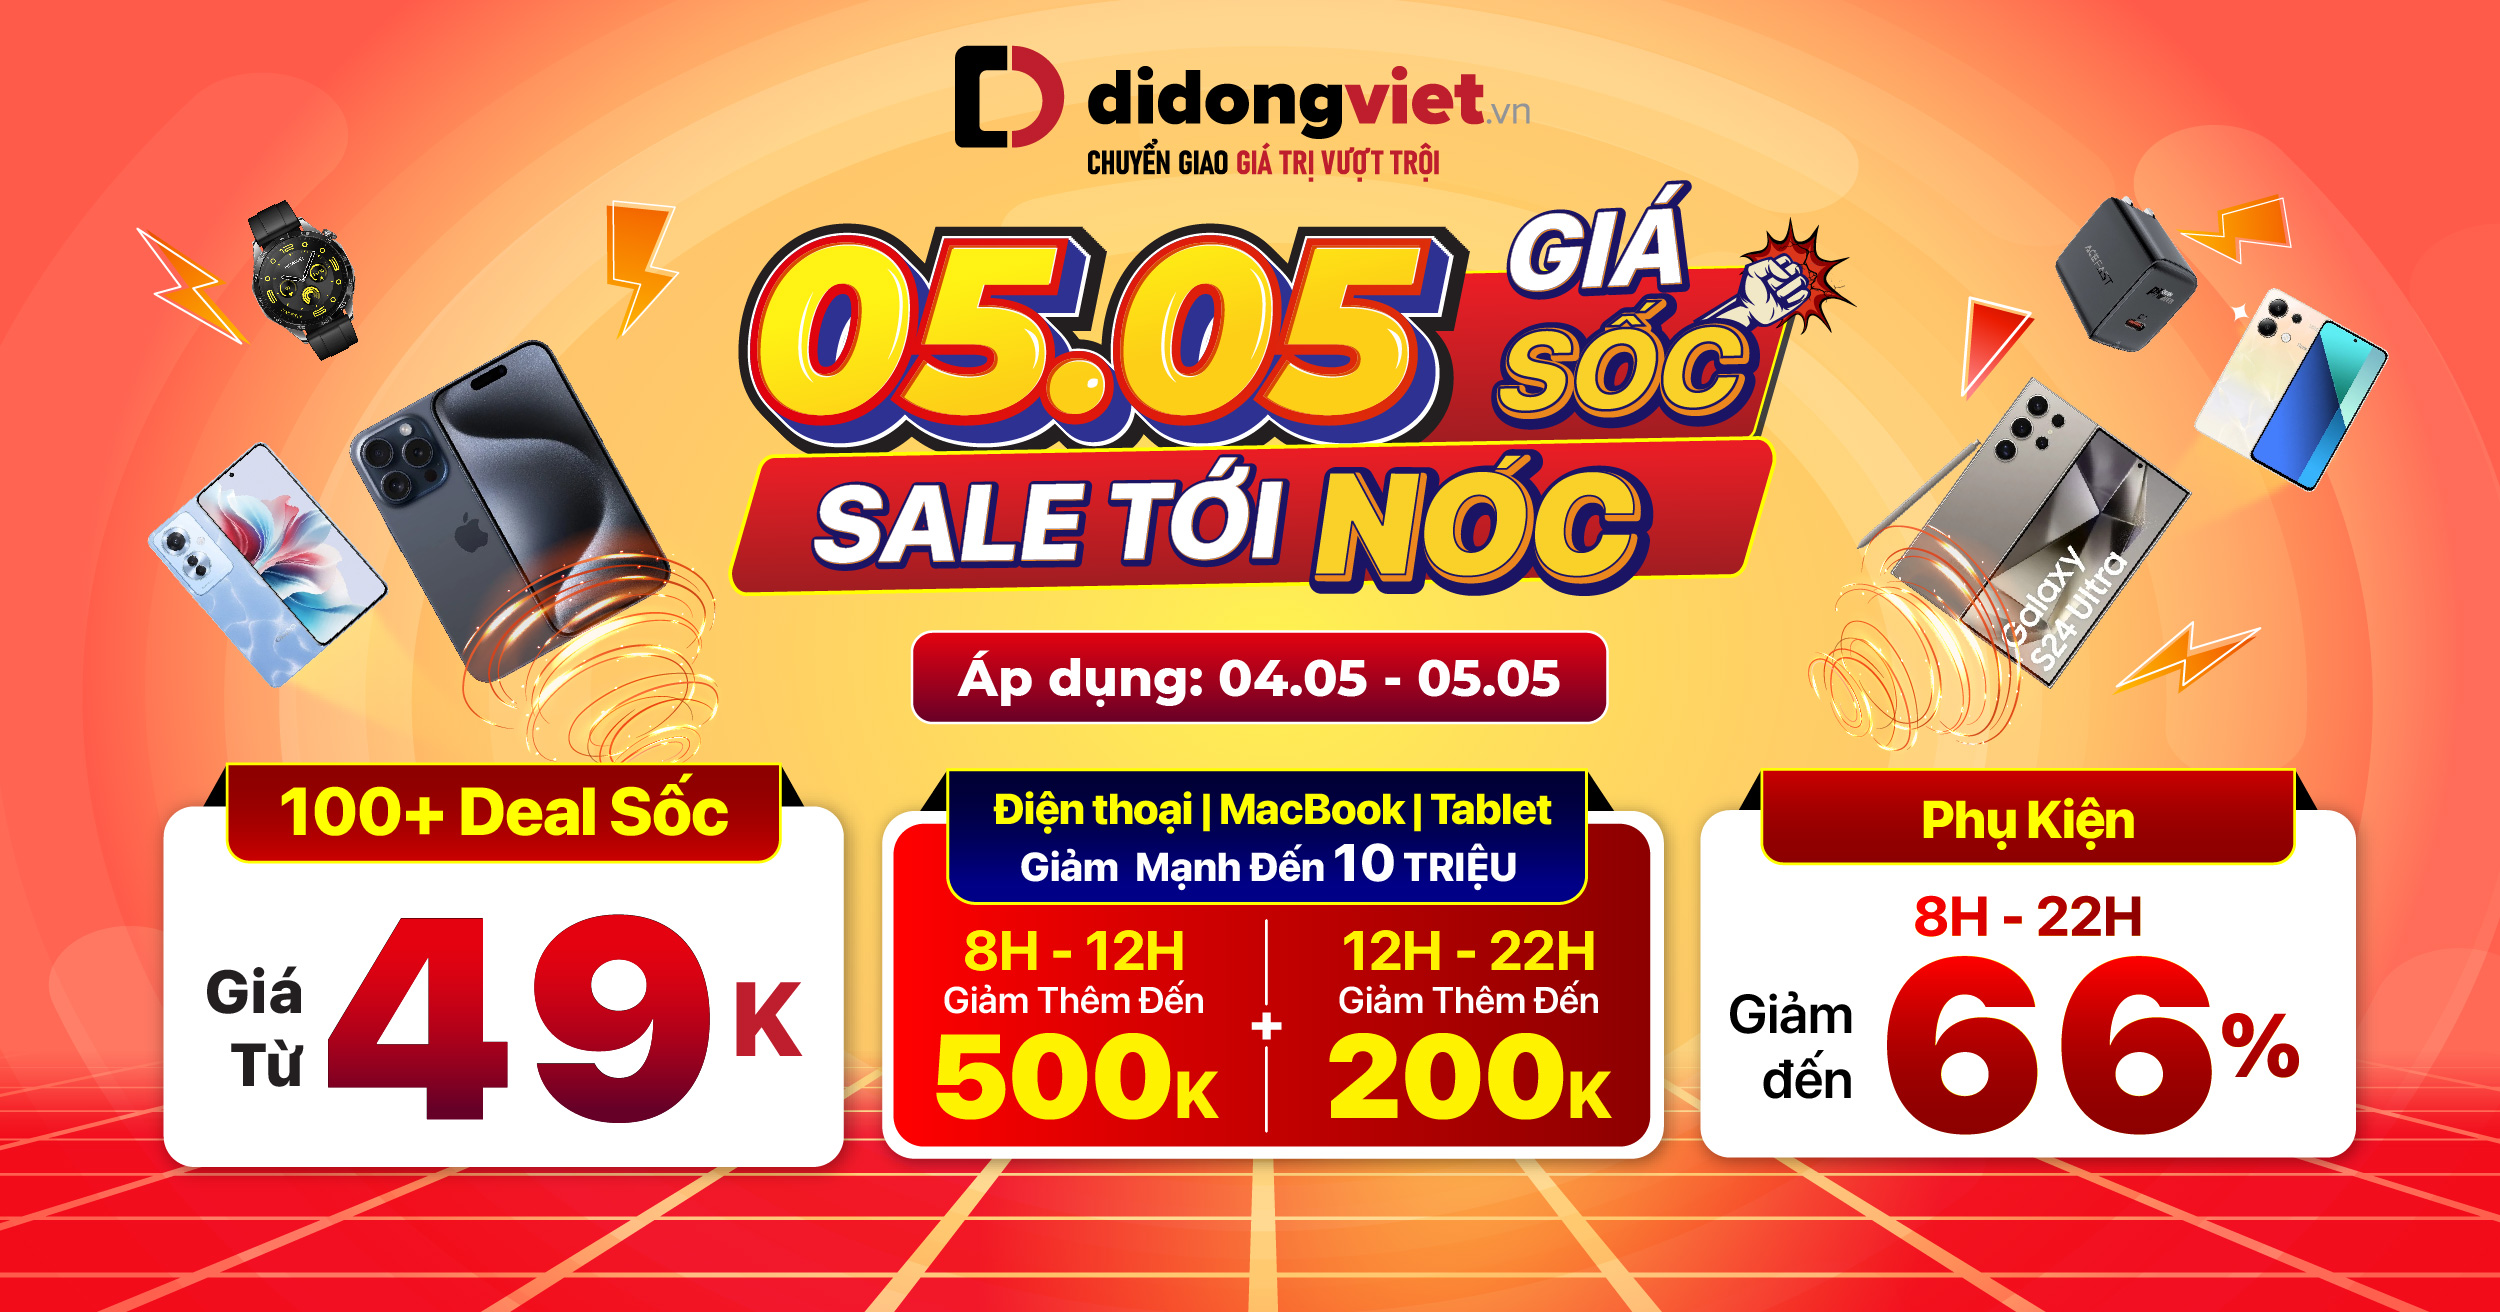 didongviet.vn
CHUYỂN GIAO GIÁ TRỊ VƯỢT TRỘI
05.05
GIÁ
SỐC
SALE TỚI NÓC
Áp dụng: 04.05 - 05.05
ACEFAST
Galaxy
S24 Ultra
100+ Deal Sốc
Giá
Từ
49K
Điện thoại | MacBook | Tablet
Giảm Mạnh Đến 10 TRIỆU
8H - 12H
Giảm Thêm Đến
500K
+
12H - 22H
Giảm Thêm Đến
200K
Phụ Kiện
8H - 22H
Giảm
đến
66%